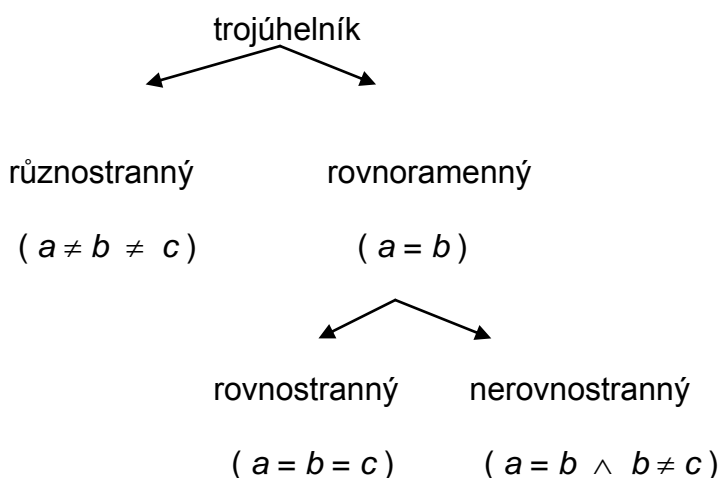 trojúhelník
různostranný rovnoramenný
( a ≠ b ≠ c ) ( a = b )
rovnostranný nerovnostranný
( a = b = c ) ( a = b ∧ b ≠ c )